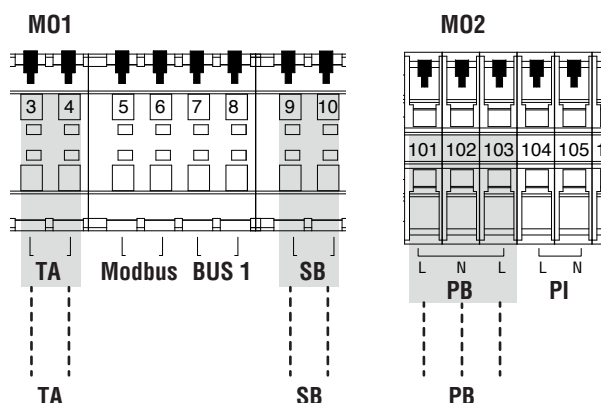 MO1 MO2
3 4 5 6 7 8 9 10
101 102 103 104 105
L N L L N
TA Modbus BUS 1 SB PB PI
TA SB PB